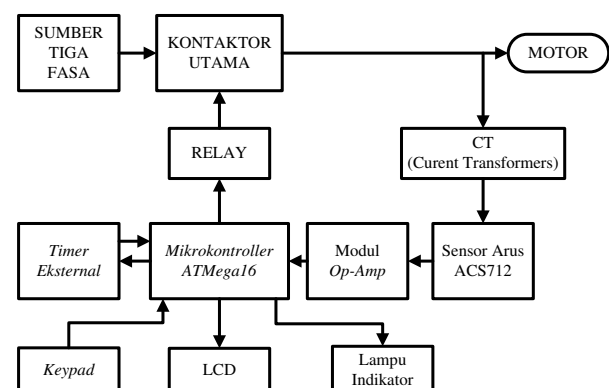 SUMBER
TIGA
FASA
KONTAKTOR
UTAMA
MOTOR
RELAY
CT
(Curent Transformers)
Timer
Eksternal
Mikrokontroller
ATMega16
Modul
Op-Amp
Sensor Arus
ACS712
Keypad
LCD
Lampu
Indikator